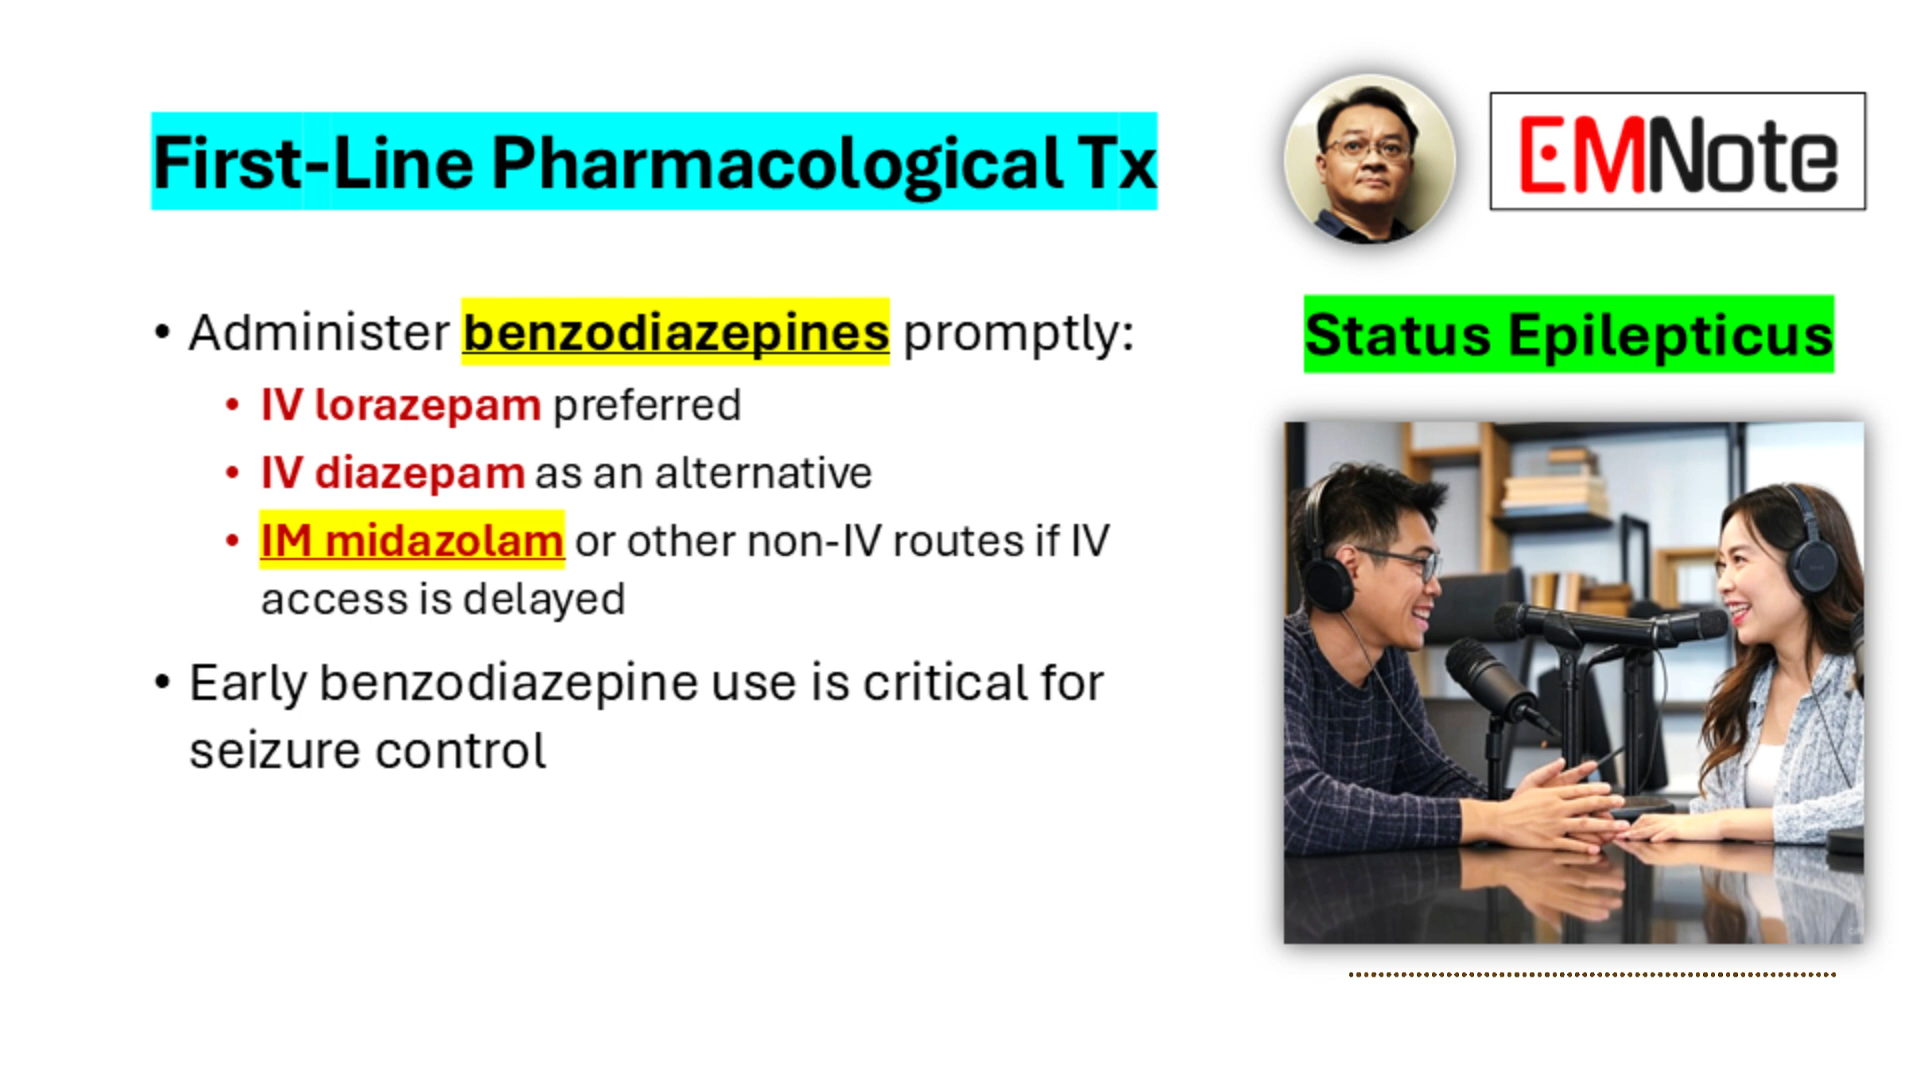 First-Line Pharmacological Tx
EMNote
• Administer benzodiazepines promptly:
• IV lorazepam preferred
• IV diazepam as an alternative
• IM midazolam or other non-IV routes if IV
access is delayed
• Early benzodiazepine use is critical for
seizure control
Status Epilepticus